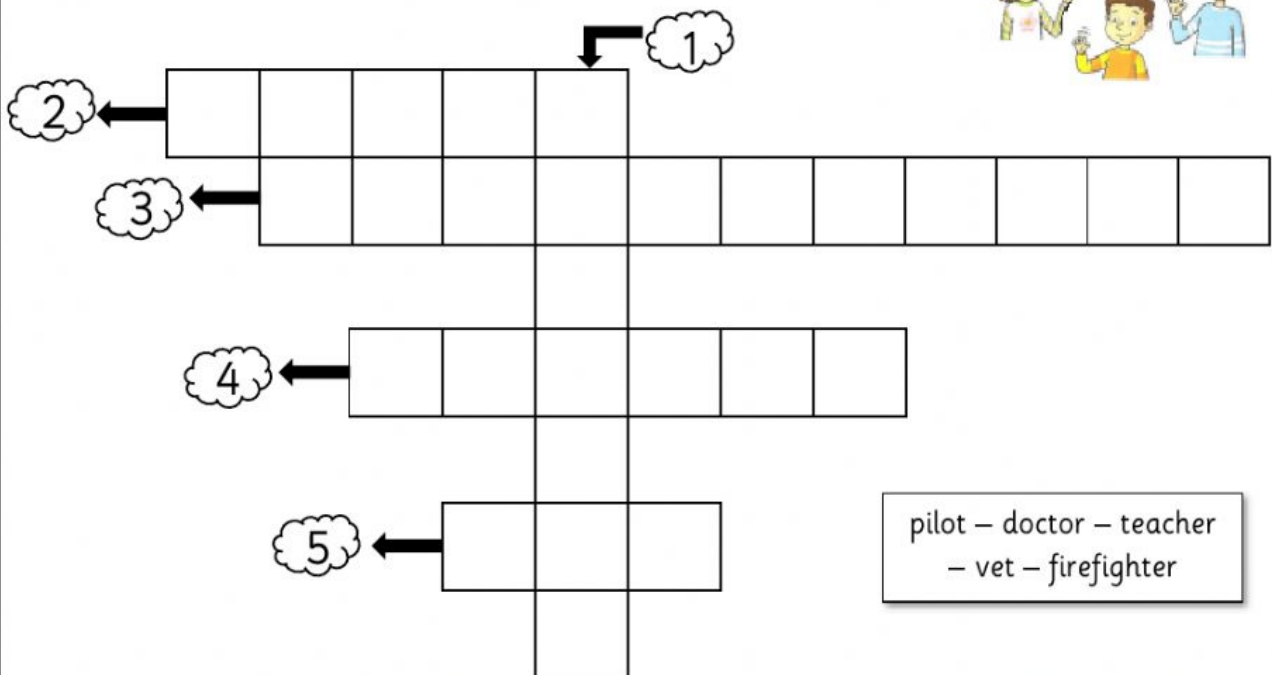 1
2
3
4
5
pilot – doctor – teacher
– vet – firefighter